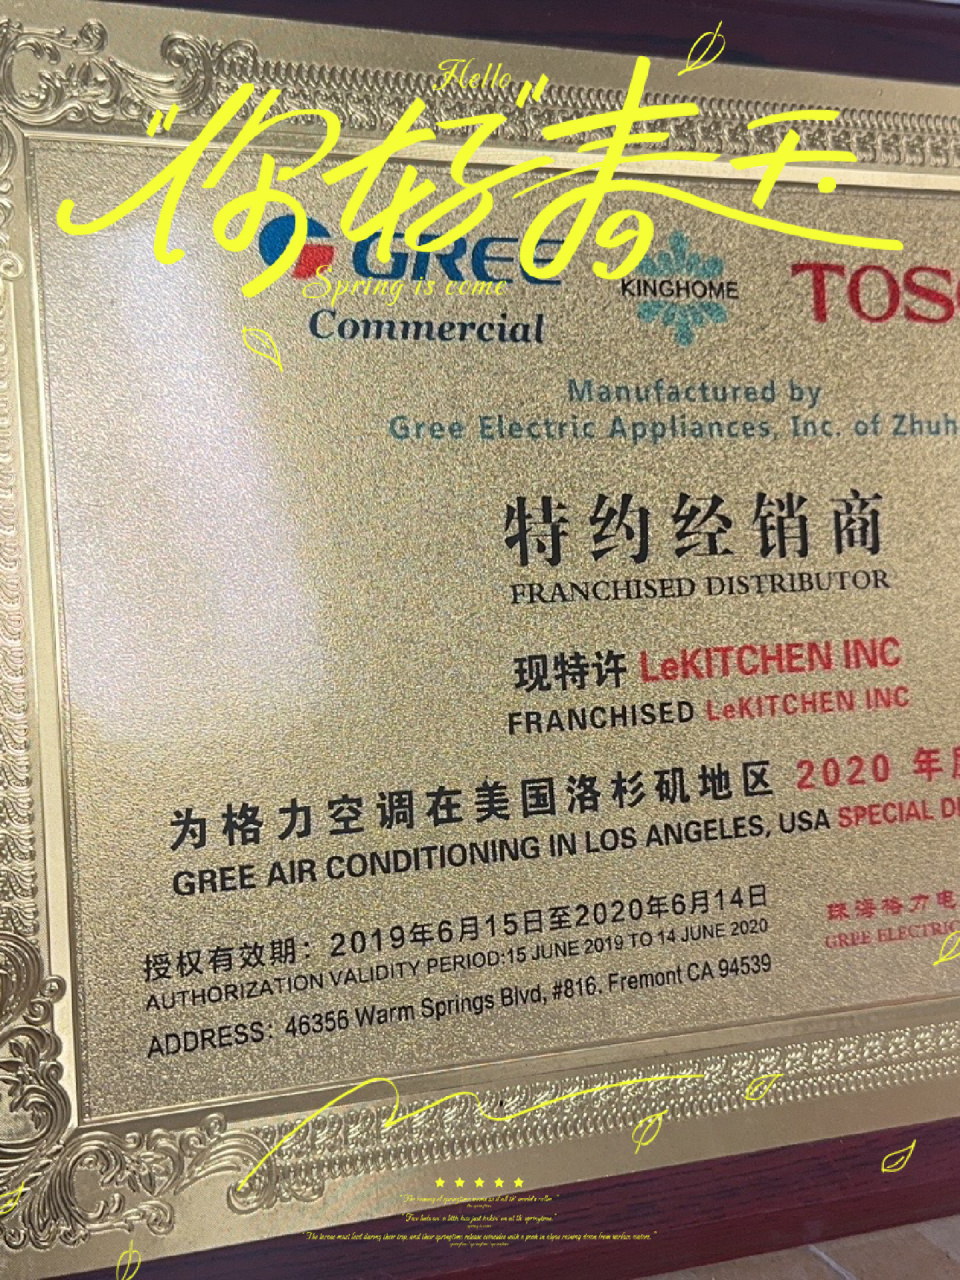 Hello
"你好"春天.
GREE
Spring is come
Commercial
KINGHOME
TOS
Manufactured by
Gree Electric Appliances, Inc. of Zhuh
特约经销商
FRANCHISED DISTRIBUTOR
现特许 LeKITCHEN INC
FRANCHISED LeKITCHEN INC
为格力空调在美国洛杉矶地区 2020 年
GREE AIR CONDITIONING IN LOS ANGELES, USA SPECIAL
授权有效期：2019年6月15日至2020年6月14日
AUTHORIZATION VALIDITY PERIOD:15 JUNE 2019 TO 14 JUNE 2020
珠海格力电
GREE ELECTRIC
ADDRESS：46356 Warm Springs Blvd, #816. Fremont CA 94539